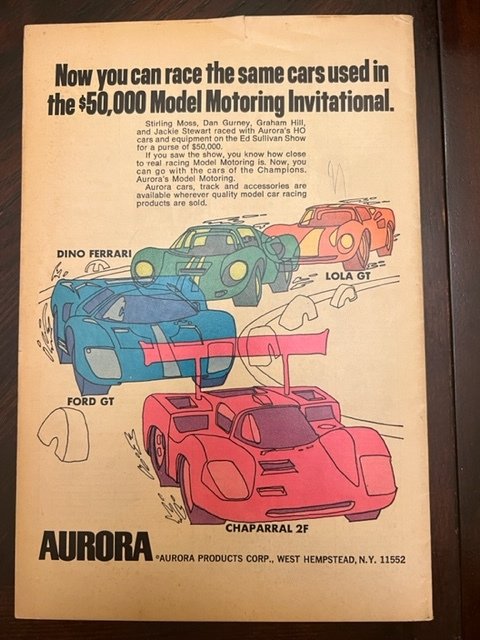 Now you can race the same cars used in
the $50,000 Model Motoring Invitational.
Stirling Moss, Dan Gurney, Graham Hill,
and Jackie Stewart raced with Aurora's HO
cars and equipment on the Ed Sullivan Show
for a purse of $50,000.
If you saw the show, you know how close
to real racing Model Motoring is. Now, you
can go with the cars of the Champions.
Aurora's Model Motoring.
Aurora cars, track and accessories are
available wherever quality model car racing
products are sold.
DINO FERRARI
LOLA GT
FORD GT
CHAPARRAL 2F
AURORA ©AURORA PRODUCTS CORP., WEST HEMPSTEAD, N.Y. 11552